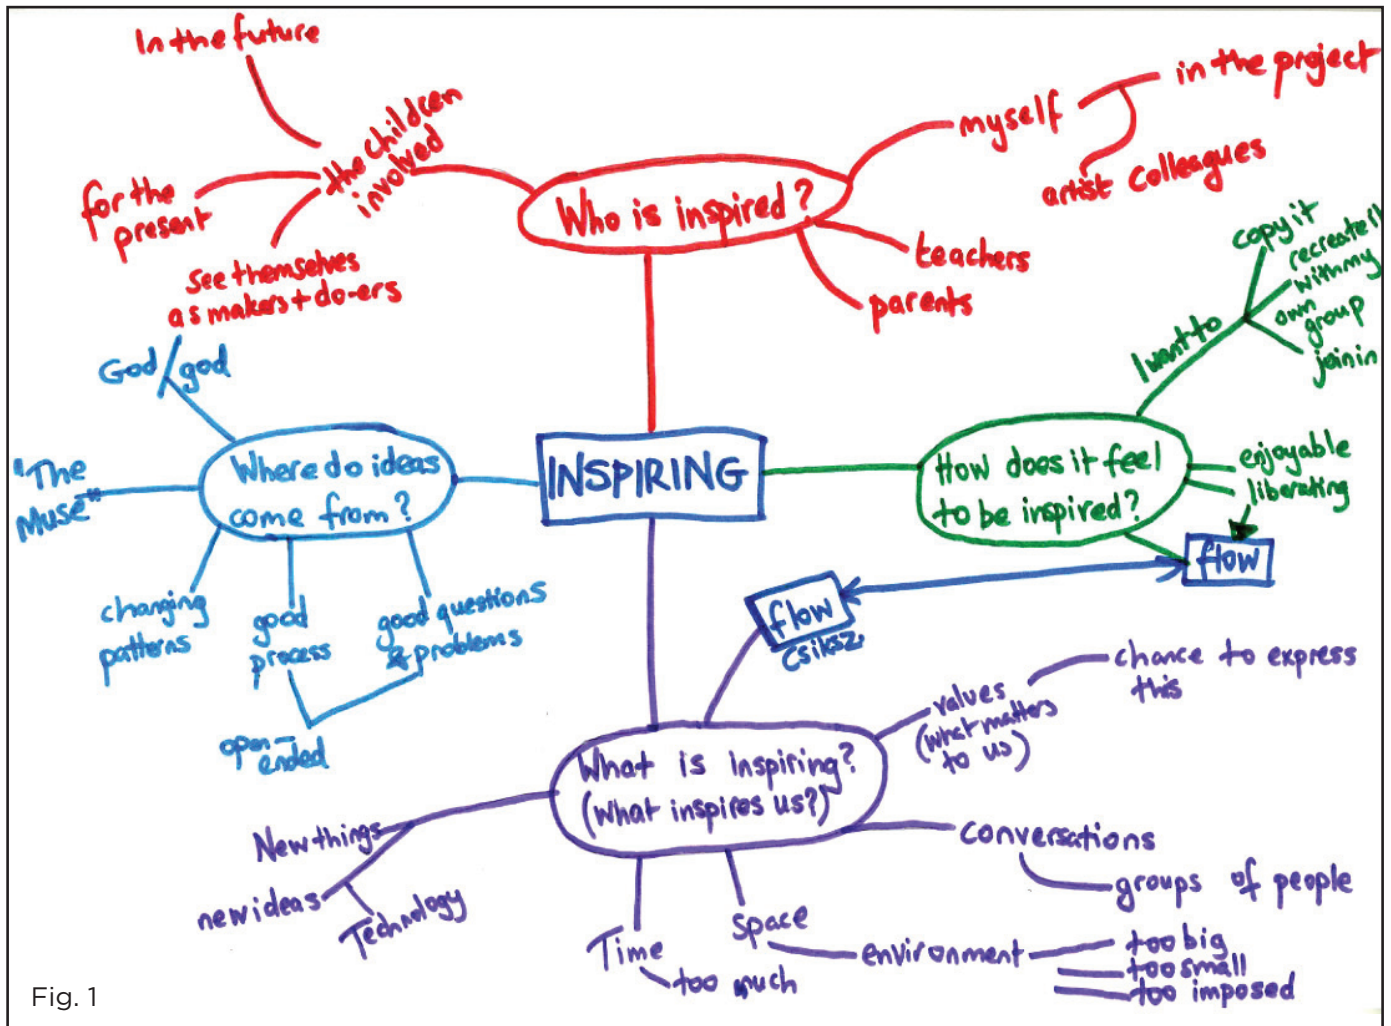 In the future
the children
involved
for the
present
see themselves
as makers + do-ers
Who is inspired?
myself
in the project
artist colleagues
teachers
parents
God/god
"The
Muse"
Where do ideas
come from?
changing
patterns
good
process
good questions
& problems
open-
ended
INSPIRING
How does it feel
to be inspired?
I want to
copy it
recreate it
with my
own
group
join in
enjoyable
liberating
flow
flow
Csiksz.
What is inspiring?
(what inspires us?)
values
(what matters
to us)
chance to express
this
conversations
groups of people
space
environment
too big
too small
too imposed
Time
too much
New things
new ideas
Technology
Fig. 1